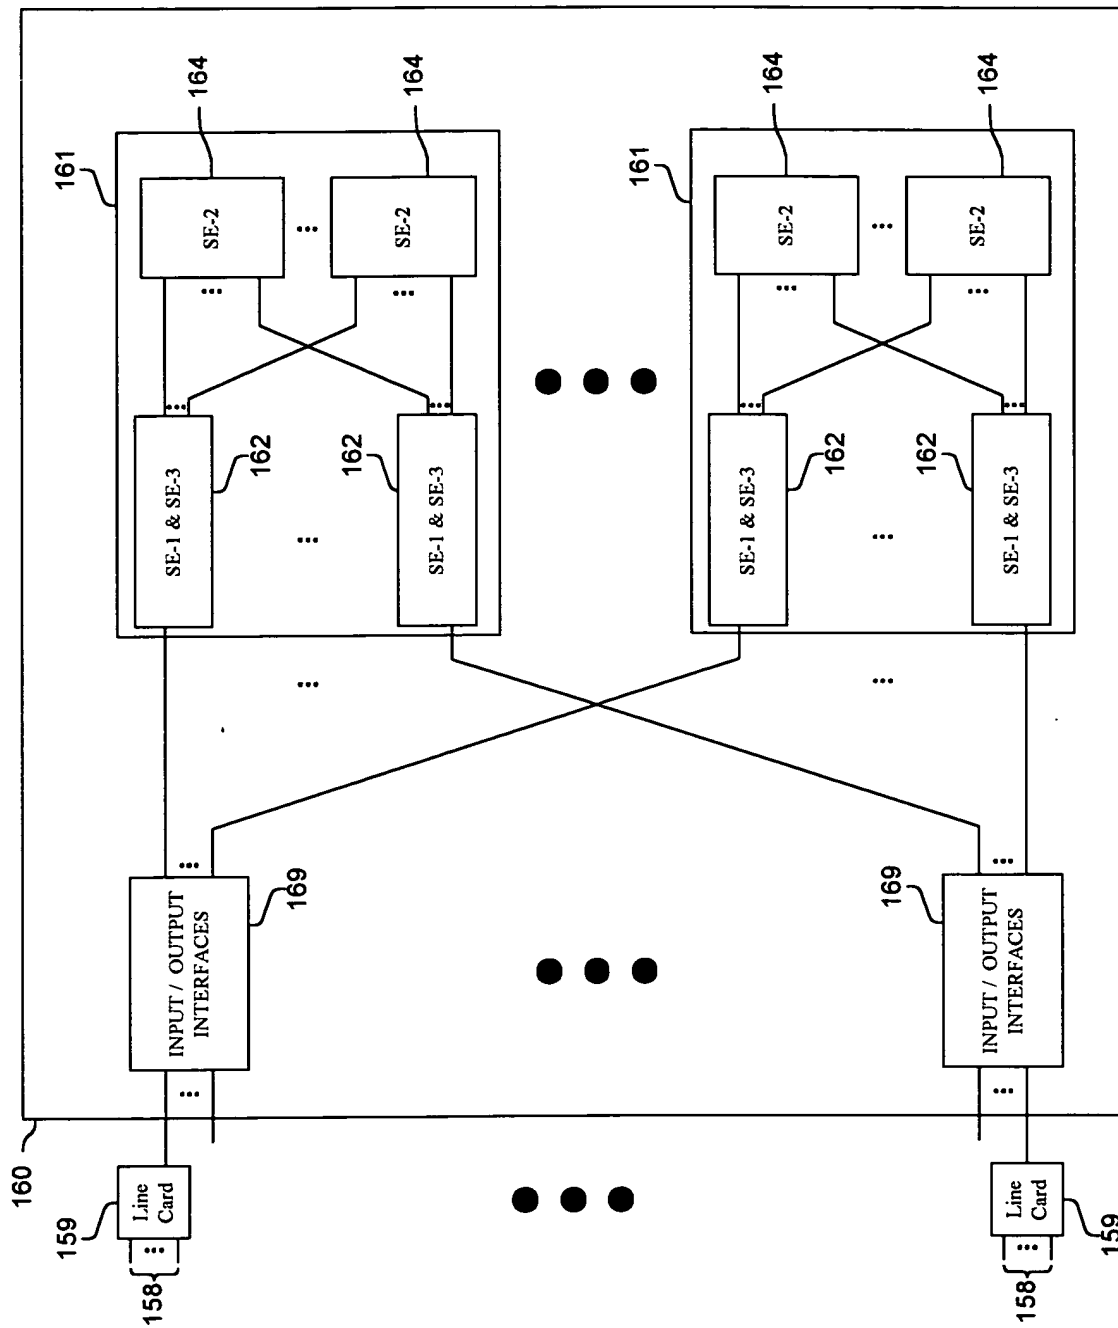 160
159
161
158
Line
Card
INPUT / OUTPUT
INTERFACES
SE-1 & SE-3
SE-2
164
162
169
162
SE-1 & SE-3
SE-2
164
161
SE-1 & SE-3
SE-2
164
162
169
162
158
Line
Card
INPUT / OUTPUT
INTERFACES
SE-1 & SE-3
SE-2
164
159